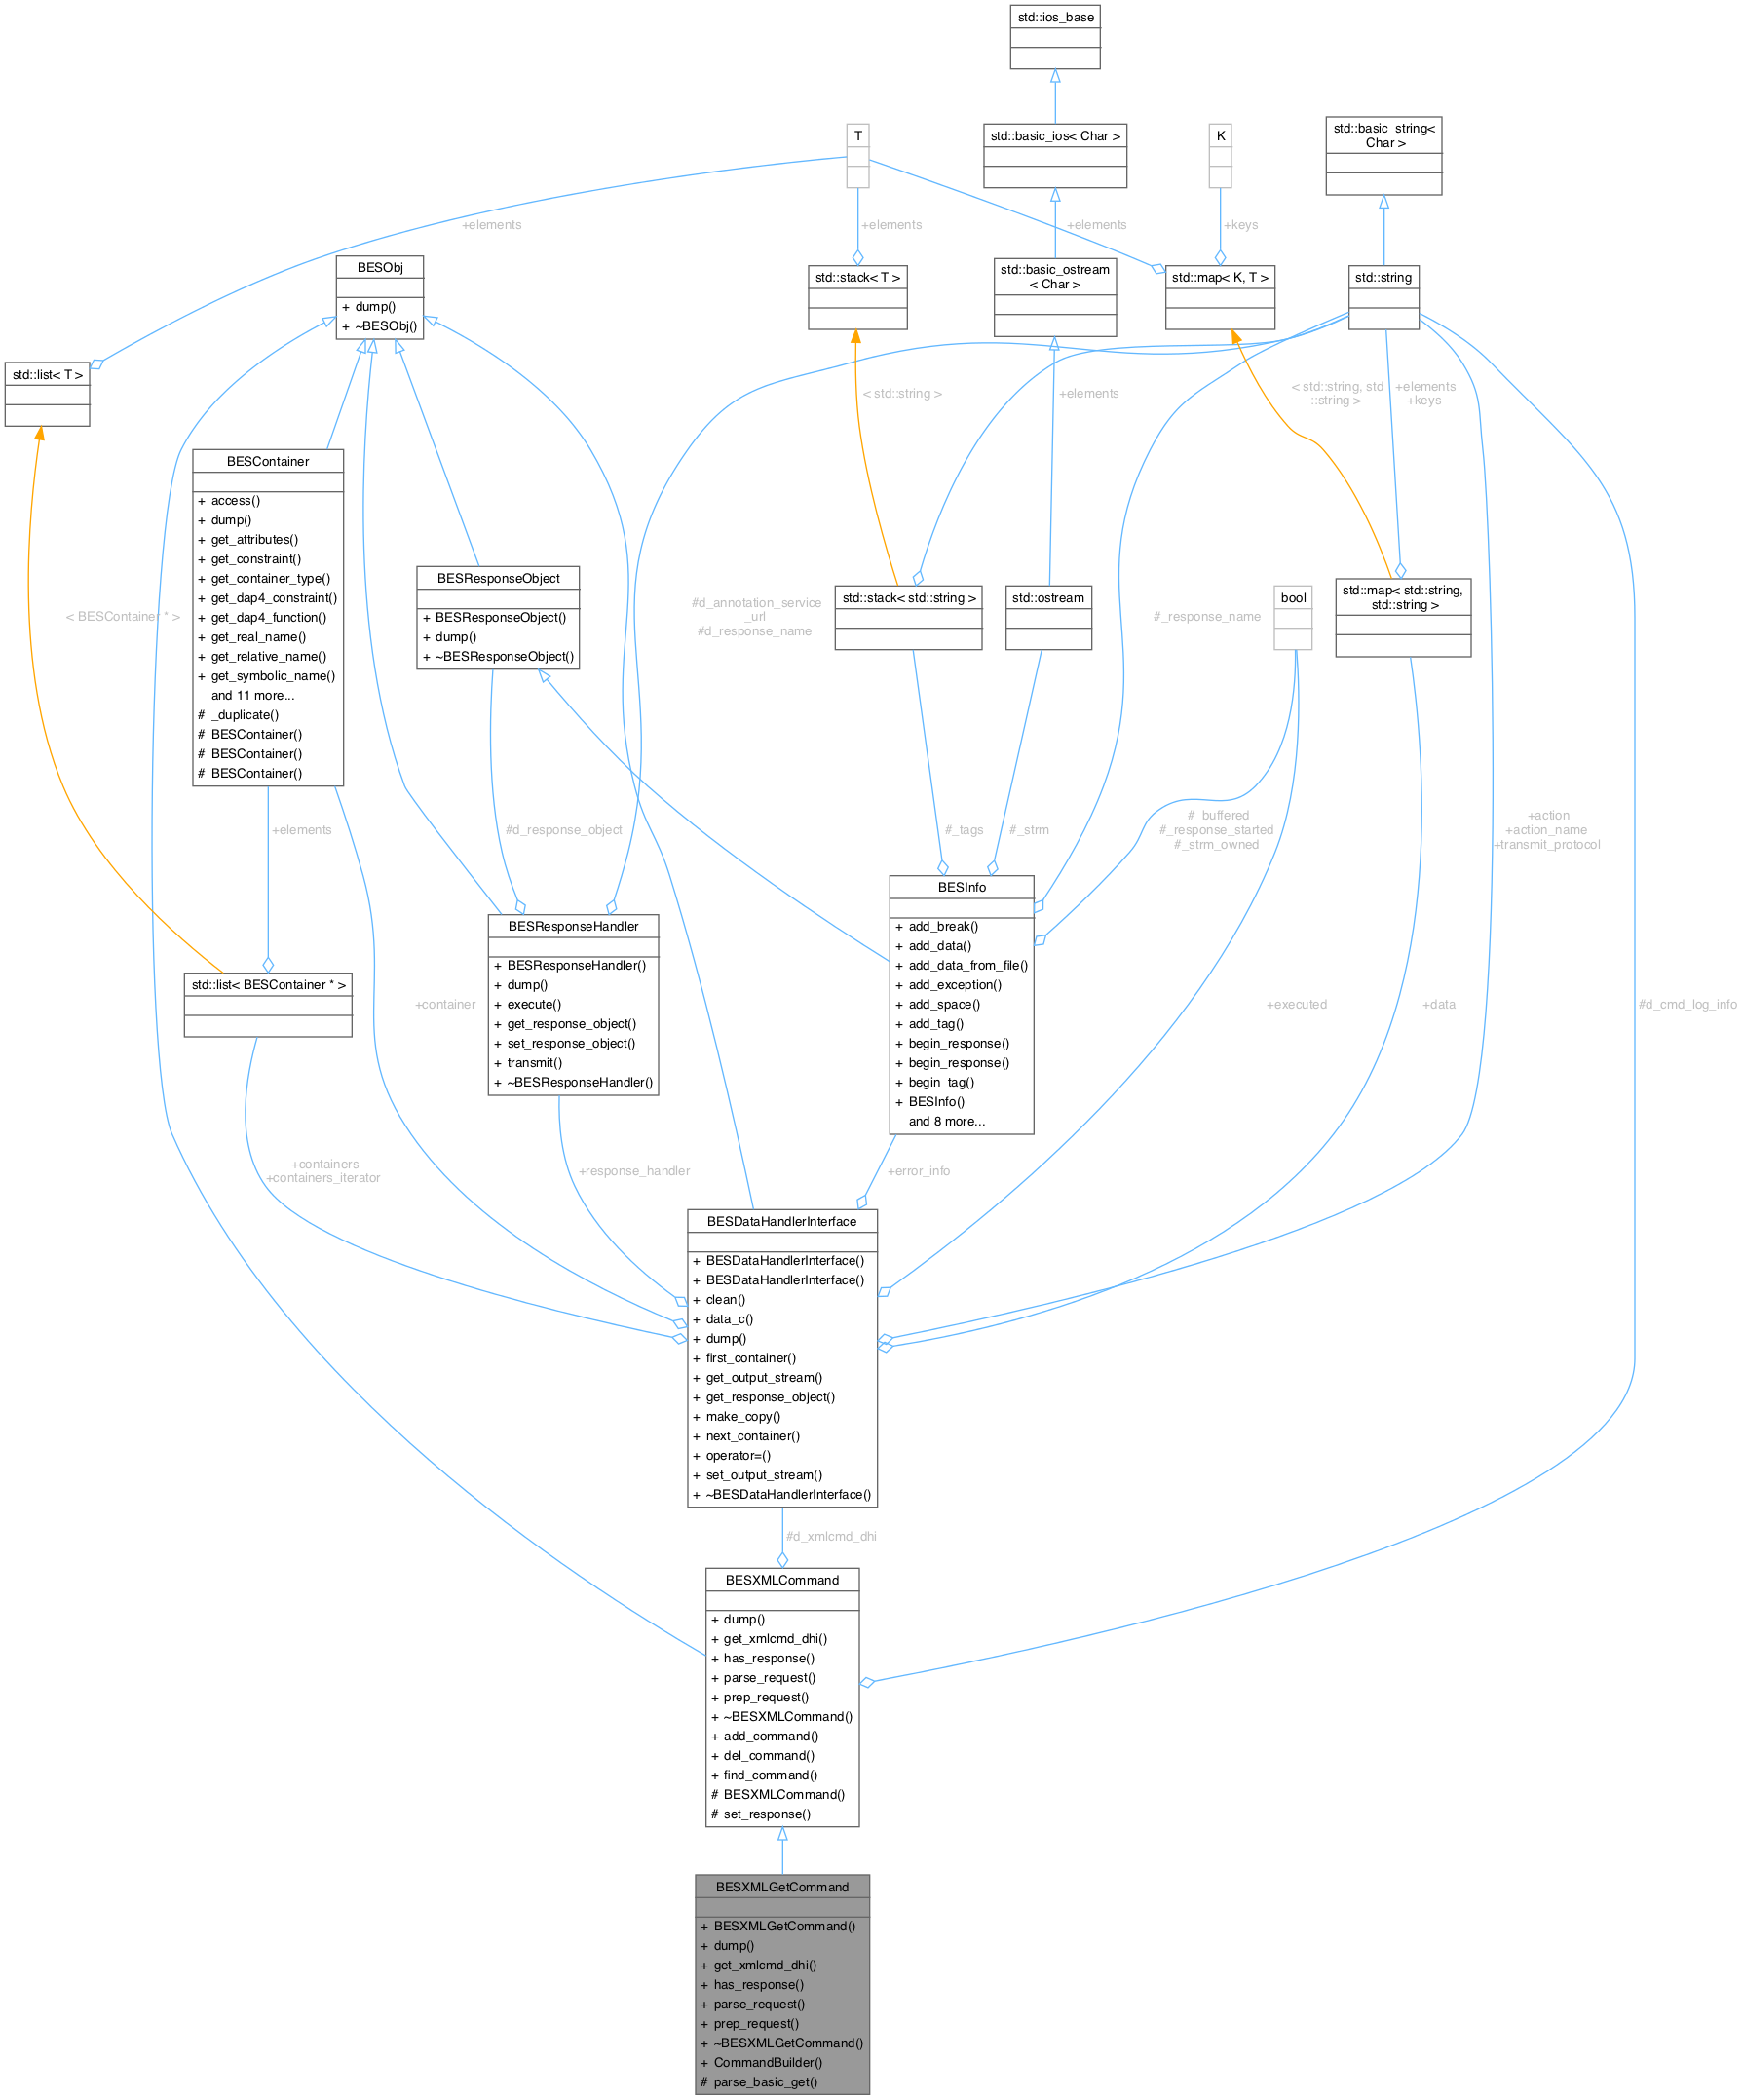 std::ios_base
T
std::basic_ios< Char >
K
std::basic_string<
Char >
+elements
+elements
+elements
+keys
BESObj
+ dump()
+ ~BESObj()
std::stack< T >
std::basic_ostream
< Char >
std::map< K, T >
std::string
std::list< T >
< std::string >
+elements
< std::string, std
::string >
+elements
+keys
BESContainer
+ access()
+ dump()
+ get_attributes()
+ get_constraint()
+ get_container_type()
+ get_dap4_constraint()
+ get_dap4_function()
+ get_real_name()
+ get_relative_name()
+ get_symbolic_name()
and 11 more...
# _duplicate()
# BESContainer()
# BESContainer()
# BESContainer()
< BESContainer * >
BESResponseObject
+ BESResponseObject()
+ dump()
+ ~BESResponseObject()
#d_annotation_service
_url
#d_response_name
std::stack< std::string >
std::ostream
#_response_name
bool
std::map< std::string,
std::string >
+elements
#d_response_object
#_tags
#_strm
#_buffered
#_response_started
#_strm_owned
+action
+action_name
+transmit_protocol
std::list< BESContainer * >
+container
BESResponseHandler
+ BESResponseHandler()
+ dump()
+ execute()
+ get_response_object()
+ set_response_object()
+ transmit()
+ ~BESResponseHandler()
BESInfo
+ add_break()
+ add_data()
+ add_data_from_file()
+ add_exception()
+ add_space()
+ add_tag()
+ begin_response()
+ begin_response()
+ begin_tag()
+ BESInfo()
and 8 more...
+executed
+data
#d_cmd_log_info
+containers
+containers_iterator
+response_handler
+error_info
BESDataHandlerInterface
+ BESDataHandlerInterface()
+ BESDataHandlerInterface()
+ clean()
+ data_c()
+ dump()
+ first_container()
+ get_output_stream()
+ get_response_object()
+ make_copy()
+ next_container()
+ operator=()
+ set_output_stream()
+ ~BESDataHandlerInterface()
#d_xmlcmd_dhi
BESXMLCommand
+ dump()
+ get_xmlcmd_dhi()
+ has_response()
+ parse_request()
+ prep_request()
+ ~BESXMLCommand()
+ add_command()
+ del_command()
+ find_command()
# BESXMLCommand()
# set_response()
BESXMLGetCommand
+ BESXMLGetCommand()
+ dump()
+ get_xmlcmd_dhi()
+ has_response()
+ parse_request()
+ prep_request()
+ ~BESXMLGetCommand()
+ CommandBuilder()
# parse_basic_get()